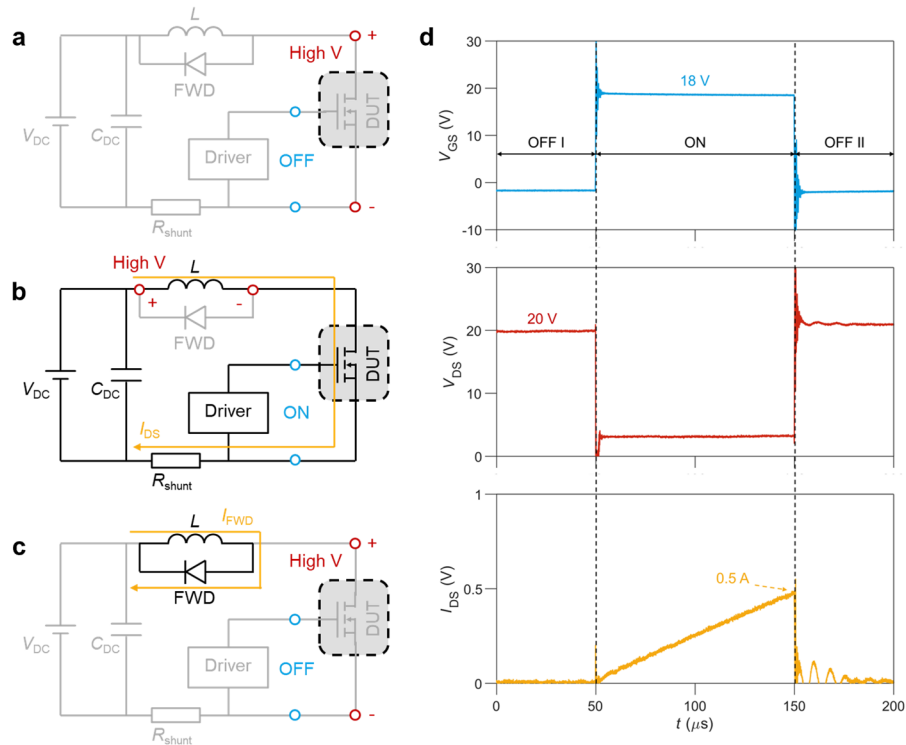 a
L
High V
+
FWD
DUT
V_DC
C_DC
Driver
OFF
R_shunt
-
b
High V
L
+
-
FWD
DUT
V_DC
C_DC
Driver
ON
I_DS
R_shunt
c
L
I_FWD
+
High V
FWD
DUT
V_DC
C_DC
Driver
OFF
R_shunt
-
d
30
20
10
0
-10
V_GS (V)
18 V
OFF I
ON
OFF II
30
20
10
0
V_DS (V)
20 V
1
0.5
0
I_DS (V)
0.5 A
0
50
100
150
200
t (μs)